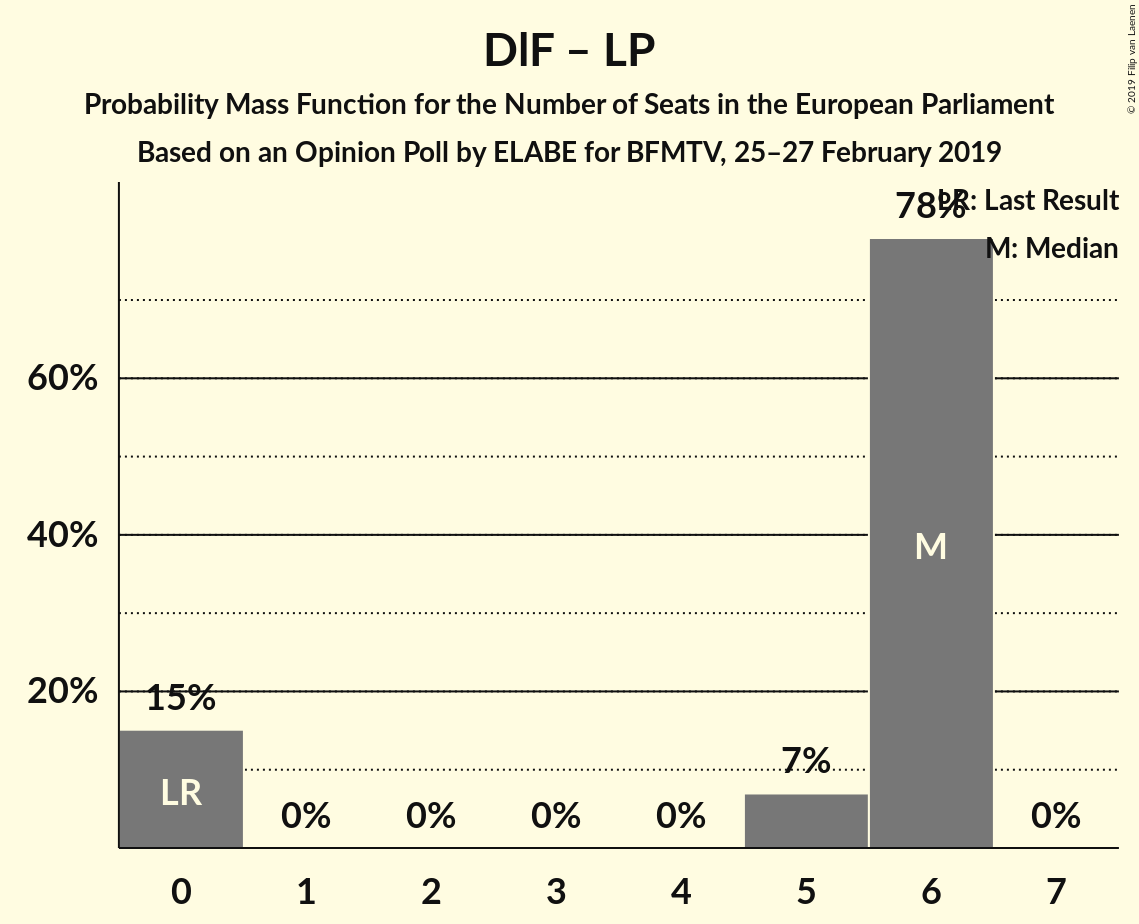 DlF – LP
Probability Mass Function for the Number of Seats in the European Parliament
Based on an Opinion Poll by ELABE for BFMTV, 25–27 February 2019
© 2019 Filip van Laenen
LR: Last Result
M: Median
78%
60%
40%
20%
15%
7%
0% 0% 0% 0% 0%
LR
M
0 1 2 3 4 5 6 7